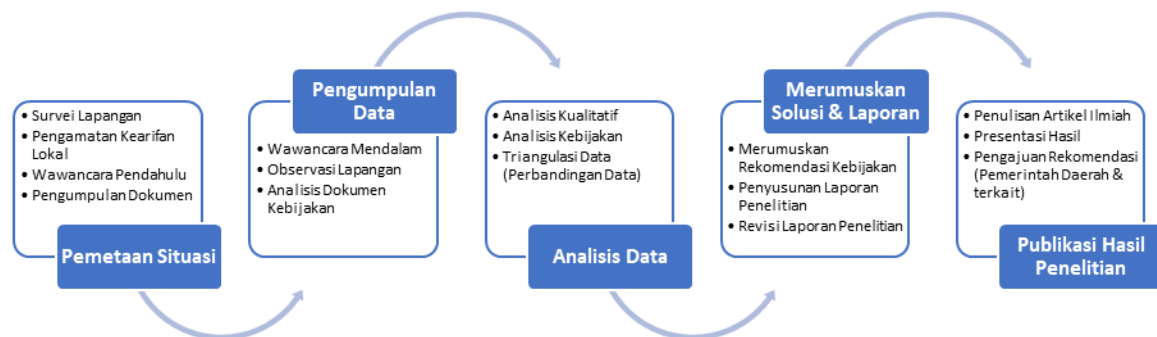 • Survei Lapangan
• Pengamatan Kearifan
Lokal
• Wawancara Pendahulu
• Pengumpulan Dokumen
Pemetaan Situasi
Pengumpulan
Data
• Wawancara Mendalam
• Observasi Lapangan
• Analisis Dokumen
Kebijakan
• Analisis Kualitatif
• Analisis Kebijakan
• Triangulasi Data
(Perbandingan Data)
Analisis Data
Merumuskan
Solusi & Laporan
• Merumuskan
Rekomendasi Kebijakan
• Penyusunan Laporan
Penelitian
• Revisi Laporan Penelitian
• Penulisan Artikel Ilmiah
• Presentasi Hasil
• Pengajuan Rekomendasi
(Pemerintah Daerah &
terkait)
Publikasi Hasil
Penelitian